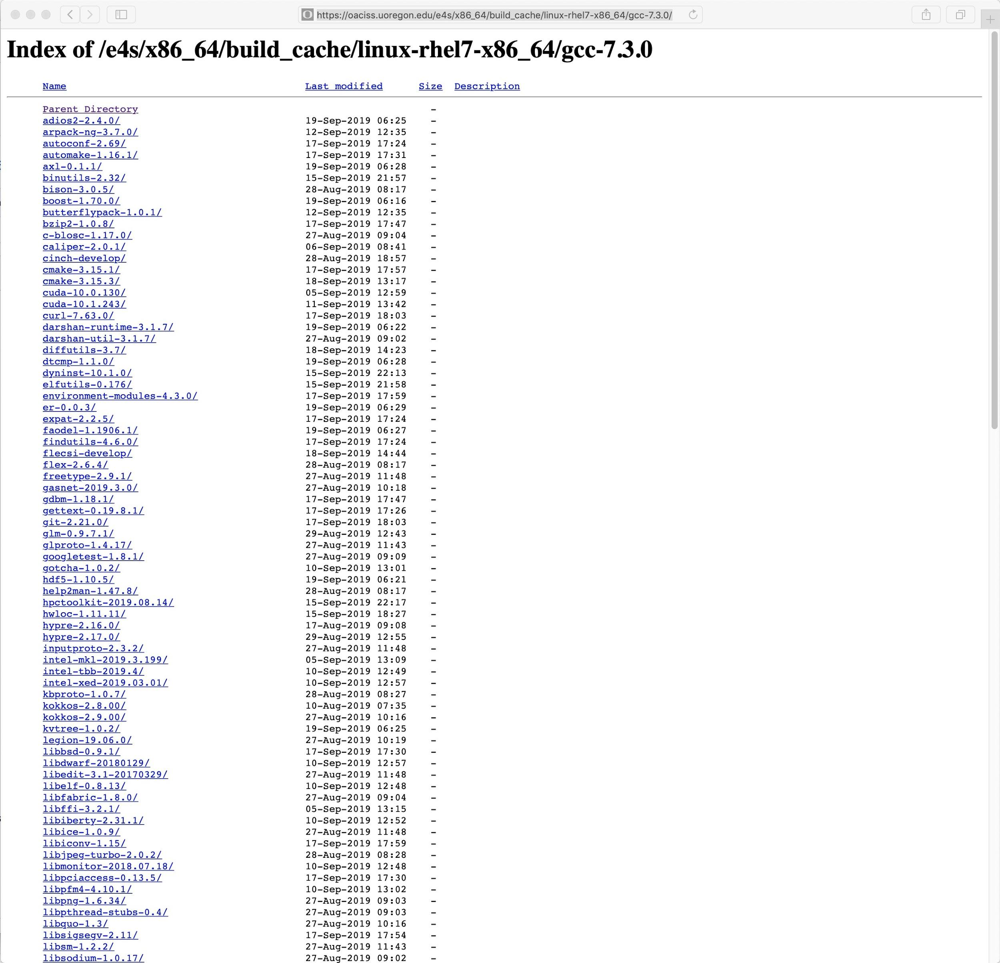 https://oaciss.uoregon.edu/e4s/x86_64/build_cache/linux-rhel7-x86_64/gcc-7.3.0/
Index of /e4s/x86_64/build_cache/linux-rhel7-x86_64/gcc-7.3.0
Name Last modified Size Description
Parent Directory -
adios2-2.4.0/ 19-Sep-2019 06:25 -
arpack-ng-3.7.0/ 12-Sep-2019 12:35 -
autoconf-2.69/ 17-Sep-2019 17:24 -
automake-1.16.1/ 17-Sep-2019 17:31 -
axl-0.1.1/ 19-Sep-2019 06:28 -
binutils-2.32/ 15-Sep-2019 21:57 -
bison-3.0.5/ 28-Aug-2019 08:17 -
boost-1.70.0/ 19-Sep-2019 06:16 -
butterflypack-1.0.1/ 12-Sep-2019 12:35 -
bzip2-1.0.8/ 17-Sep-2019 17:47 -
c-blosc-1.17.0/ 27-Aug-2019 09:04 -
caliper-2.0.1/ 06-Sep-2019 08:41 -
cinch-develop/ 28-Aug-2019 18:57 -
cmake-3.15.1/ 17-Sep-2019 17:57 -
cmake-3.15.3/ 18-Sep-2019 13:17 -
cuda-10.0.130/ 05-Sep-2019 12:59 -
cuda-10.1.243/ 11-Sep-2019 13:42 -
curl-7.63.0/ 17-Sep-2019 18:03 -
darshan-runtime-3.1.7/ 19-Sep-2019 06:22 -
darshan-util-3.1.7/ 27-Aug-2019 09:02 -
diffutils-3.7/ 18-Sep-2019 14:23 -
dtcmp-1.1.0/ 19-Sep-2019 06:28 -
dyninst-10.1.0/ 15-Sep-2019 22:13 -
elfutils-0.176/ 15-Sep-2019 21:58 -
environment-modules-4.3.0/ 17-Sep-2019 17:59 -
er-0.0.3/ 19-Sep-2019 06:29 -
expat-2.2.5/ 17-Sep-2019 17:24 -
faodel-1.1906.1/ 19-Sep-2019 06:27 -
findutils-4.6.0/ 17-Sep-2019 17:24 -
flecsi-develop/ 18-Sep-2019 14:44 -
flex-2.6.4/ 28-Aug-2019 08:17 -
freetype-2.9.1/ 27-Aug-2019 11:48 -
gasnet-2019.3.0/ 27-Aug-2019 10:18 -
gdbm-1.18.1/ 17-Sep-2019 17:47 -
gettext-0.19.8.1/ 17-Sep-2019 17:26 -
git-2.21.0/ 17-Sep-2019 18:03 -
glm-0.9.7.1/ 29-Aug-2019 12:43 -
glproto-1.4.17/ 27-Aug-2019 11:43 -
googletest-1.8.1/ 27-Aug-2019 09:09 -
gotcha-1.0.2/ 10-Sep-2019 13:01 -
hdf5-1.10.5/ 19-Sep-2019 06:21 -
help2man-1.47.8/ 28-Aug-2019 08:17 -
hpctoolkit-2019.08.14/ 15-Sep-2019 22:17 -
hwloc-1.11.11/ 15-Sep-2019 18:27 -
hypre-2.16.0/ 17-Aug-2019 09:08 -
hypre-2.17.0/ 29-Aug-2019 12:55 -
inputproto-2.3.2/ 27-Aug-2019 11:48 -
intel-mkl-2019.3.199/ 05-Sep-2019 13:09 -
intel-tbb-2019.4/ 10-Sep-2019 12:49 -
intel-xed-2019.03.01/ 10-Sep-2019 12:57 -
kbproto-1.0.7/ 28-Aug-2019 08:27 -
kokkos-2.8.00/ 10-Aug-2019 07:35 -
kokkos-2.9.00/ 27-Aug-2019 10:16 -
kvtree-1.0.2/ 19-Sep-2019 06:25 -
legion-19.06.0/ 27-Aug-2019 10:19 -
libbsd-0.9.1/ 17-Sep-2019 17:30 -
libdwarf-20180129/ 10-Sep-2019 12:57 -
libedit-3.1-20170329/ 27-Aug-2019 11:48 -
libelf-0.8.13/ 10-Sep-2019 12:48 -
libfabric-1.8.0/ 27-Aug-2019 09:04 -
libffi-3.2.1/ 05-Sep-2019 13:15 -
libiberty-2.31.1/ 10-Sep-2019 12:52 -
libice-1.0.9/ 27-Aug-2019 11:48 -
libiconv-1.15/ 17-Sep-2019 17:59 -
libjpeg-turbo-2.0.2/ 28-Aug-2019 08:28 -
libmonitor-2018.07.18/ 10-Sep-2019 12:48 -
libpciaccess-0.13.5/ 17-Sep-2019 17:30 -
libpfm4-4.10.1/ 10-Sep-2019 13:02 -
libpng-1.6.34/ 27-Aug-2019 09:03 -
libpthread-stubs-0.4/ 27-Aug-2019 09:03 -
libquo-1.3/ 27-Aug-2019 10:16 -
libsigsegv-2.11/ 17-Sep-2019 17:54 -
libsm-1.2.2/ 27-Aug-2019 11:43 -
libsodium-1.0.17/ 27-Aug-2019 09:02 -